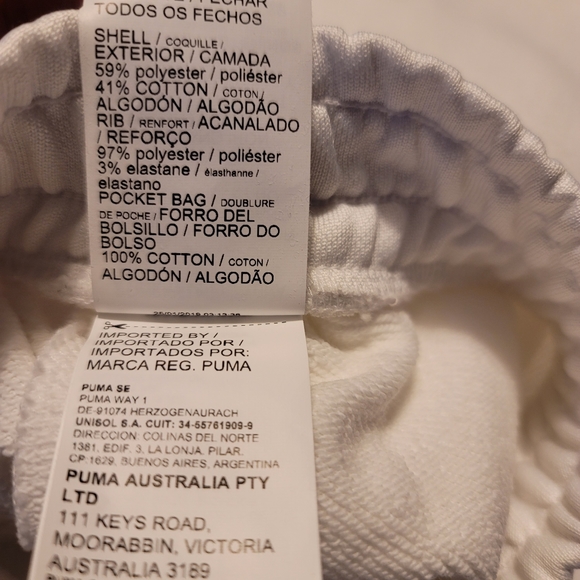 TODOS OS FECHOS
SHELL / COQUILLE /
EXTERIOR / CAMADA
59% polyester / poliéster
41% COTTON / COTON /
ALGODÓN / ALGODÃO
RIB / RENFORT / ACANALADO
/ REFORÇO
97% polyester / poliéster
3% elastane / élasthanne /
elastano
POCKET BAG / DOUBLURE
DE POCHE / FORRO DEL
BOLSILLO / FORRO DO
BOLSO
100% COTTON / COTON /
ALGODÓN / ALGODÃO
IMPORTED BY /
IMPORTADO POR /
IMPORTADOS POR:
MARCA REG. PUMA
PUMA SE
PUMA WAY 1
DE-91074 HERZOGENAURACH
UNISOL S.A. CUIT: 34-55761909-9
DIRECCION: COLINAS DEL NORTE
1381, EDIF. 3, LA LONJA, PILAR.
CP:1629, BUENOS AIRES, ARGENTINA
PUMA AUSTRALIA PTY
LTD
111 KEYS ROAD,
MOORABBIN, VICTORIA
AUSTRALIA 3189